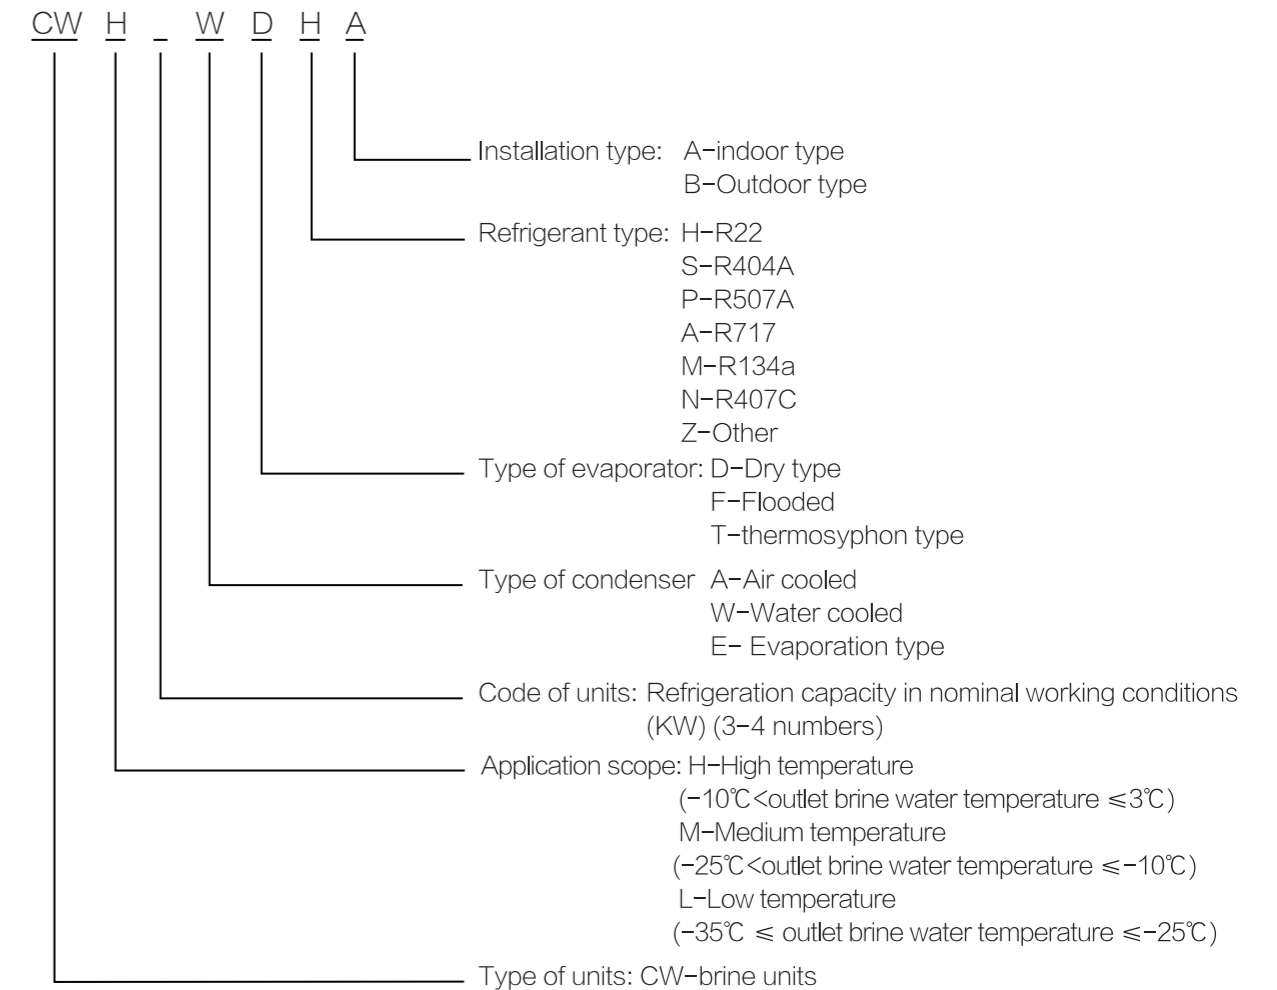 CW H _ W D H A
Installation type: A-indoor type
B-Outdoor type
Refrigerant type: H-R22
S-R404A
P-R507A
A-R717
M-R134a
N-R407C
Z-Other
Type of evaporator: D-Dry type
F-Flooded
T-thermosyphon type
Type of condenser A-Air cooled
W-Water cooled
E- Evaporation type
Code of units: Refrigeration capacity in nominal working conditions
(KW) (3-4 numbers)
Application scope: H-High temperature
(-10℃<outlet brine water temperature ≤3℃)
M-Medium temperature
(-25℃<outlet brine water temperature ≤-10℃)
L-Low temperature
(-35℃ ≤ outlet brine water temperature ≤-25℃)
Type of units: CW-brine units